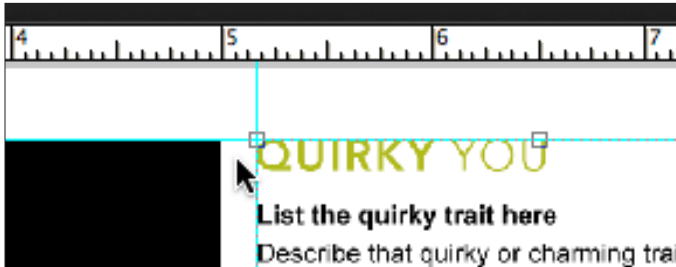 4 5 6 7
QUIRKY YOU
List the quirky trait here
Describe that quirky or charming trai